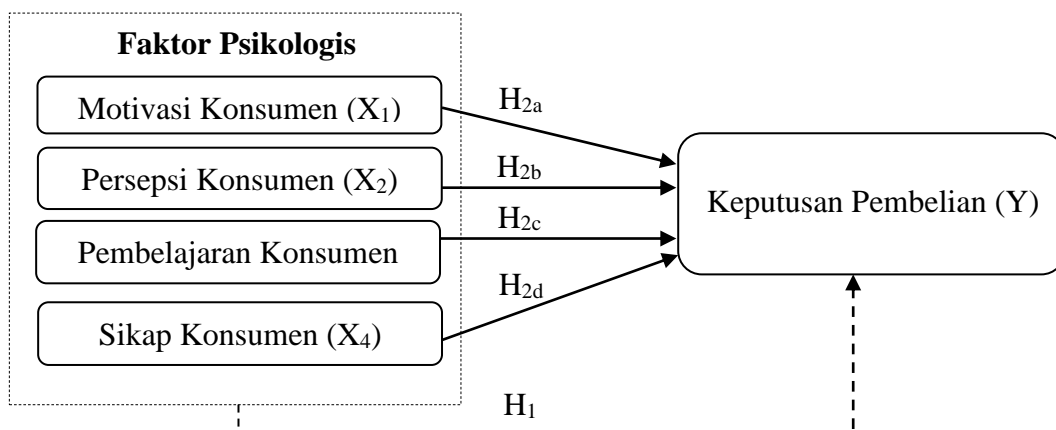 Faktor Psikologis
Motivasi Konsumen (X₁)
Persepsi Konsumen (X₂)
Pembelajaran Konsumen
Sikap Konsumen (X₄)
H₂ₐ
H₂b
H₂c
H₂d
H₁
Keputusan Pembelian (Y)